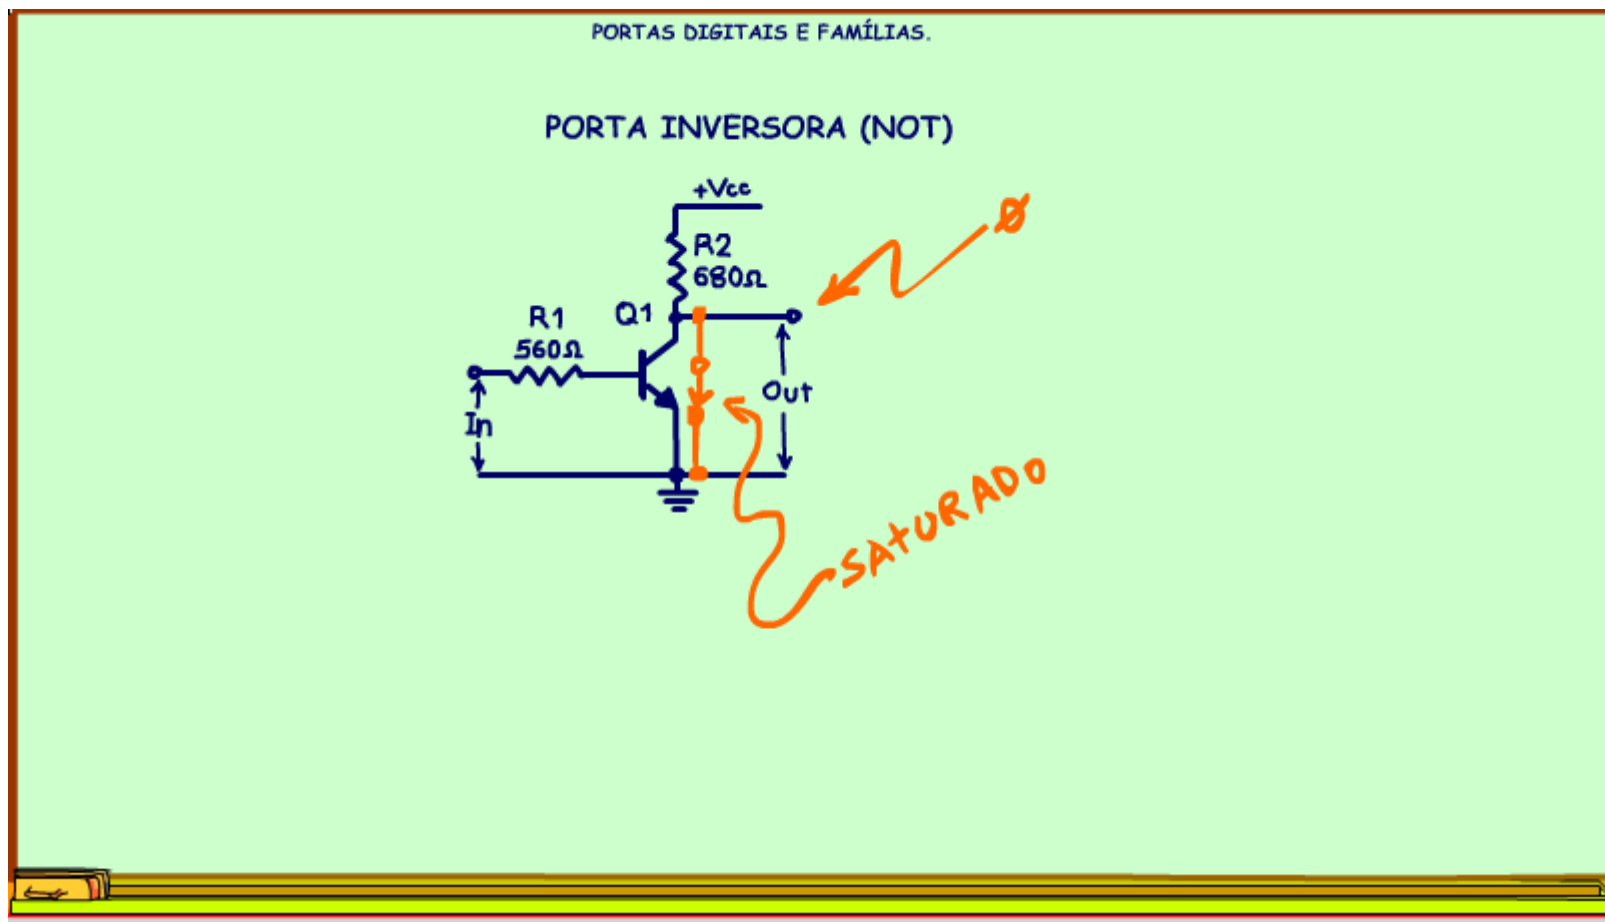 PORTAS DIGITAIS E FAMÍLIAS.
PORTA INVERSORA (NOT)
+Vcc
R2
680Ω
Ø
Q1
R1
560Ω
Out
In
SATURADO